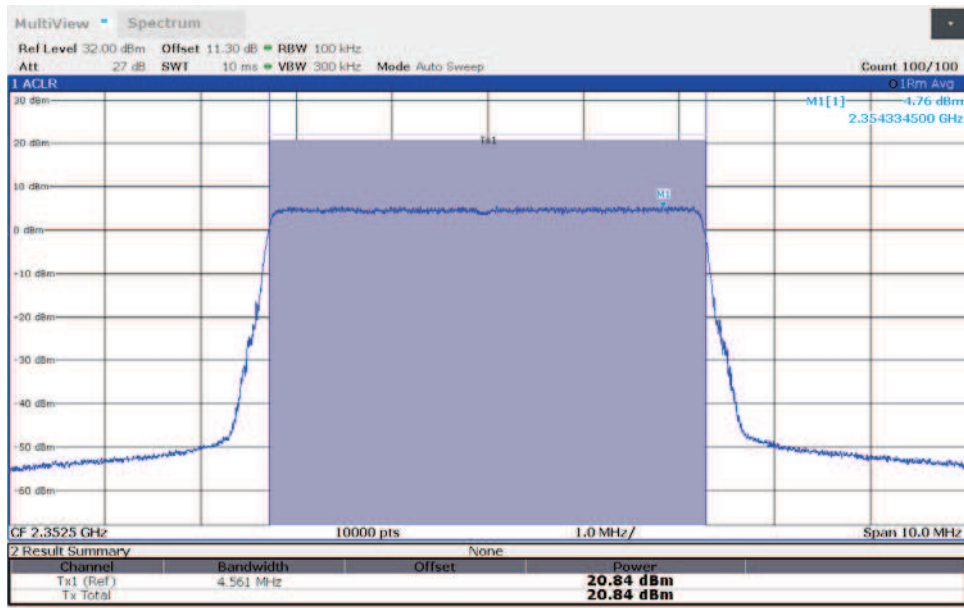 MultiView Spectrum
Ref Level 32.00 dBm Offset 11.30 dB RBW 100 kHz
Att 27 dB SWT 10 ms VBW 300 kHz Mode Auto Sweep Count 100/100
1 ACLR 1Rm Avg
30 dBm M1[1] 4.76 dBm
2.354334500 GHz
Tx1
20 dBm
10 dBm
M1
0 dBm
-10 dBm
-20 dBm
-30 dBm
-40 dBm
-50 dBm
-60 dBm
CF 2.3525 GHz 10000 pts 1.0 MHz/ Span 10.0 MHz
2 Result Summary None
Channel Bandwidth Offset Power
Tx1 (Ref) 4.561 MHz 20.84 dBm
Tx Total 20.84 dBm